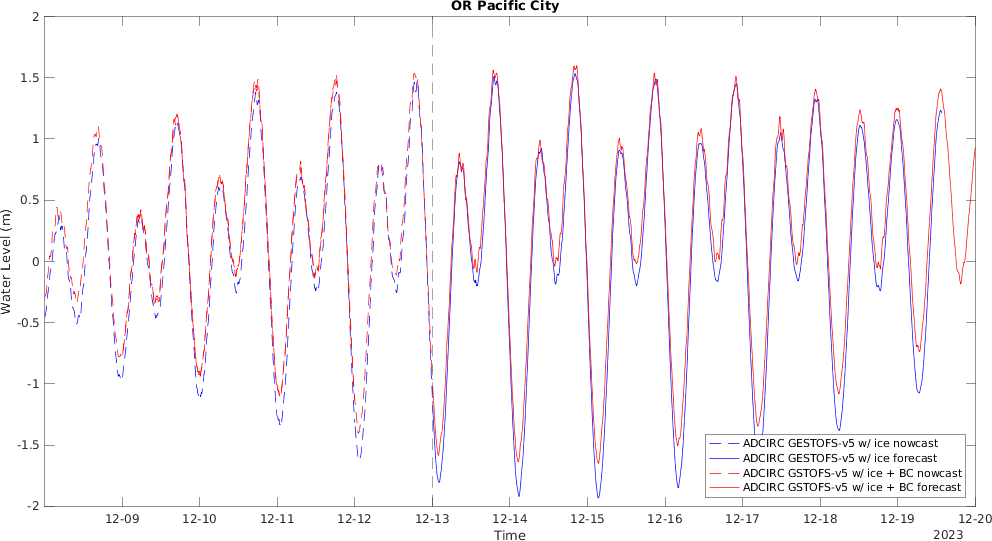 OR Pacific City
2
1.5
1
0.5
0
-0.5
-1
-1.5
-2
Water Level (m)
ADCIRC GESTOFS-v5 w/ ice nowcast
ADCIRC GESTOFS-v5 w/ ice forecast
ADCIRC GSTOFS-v5 w/ ice + BC nowcast
ADCIRC GSTOFS-v5 w/ ice + BC forecast
12-09 12-10 12-11 12-12 12-13 12-14 12-15 12-16 12-17 12-18 12-19 12-20
Time
2023